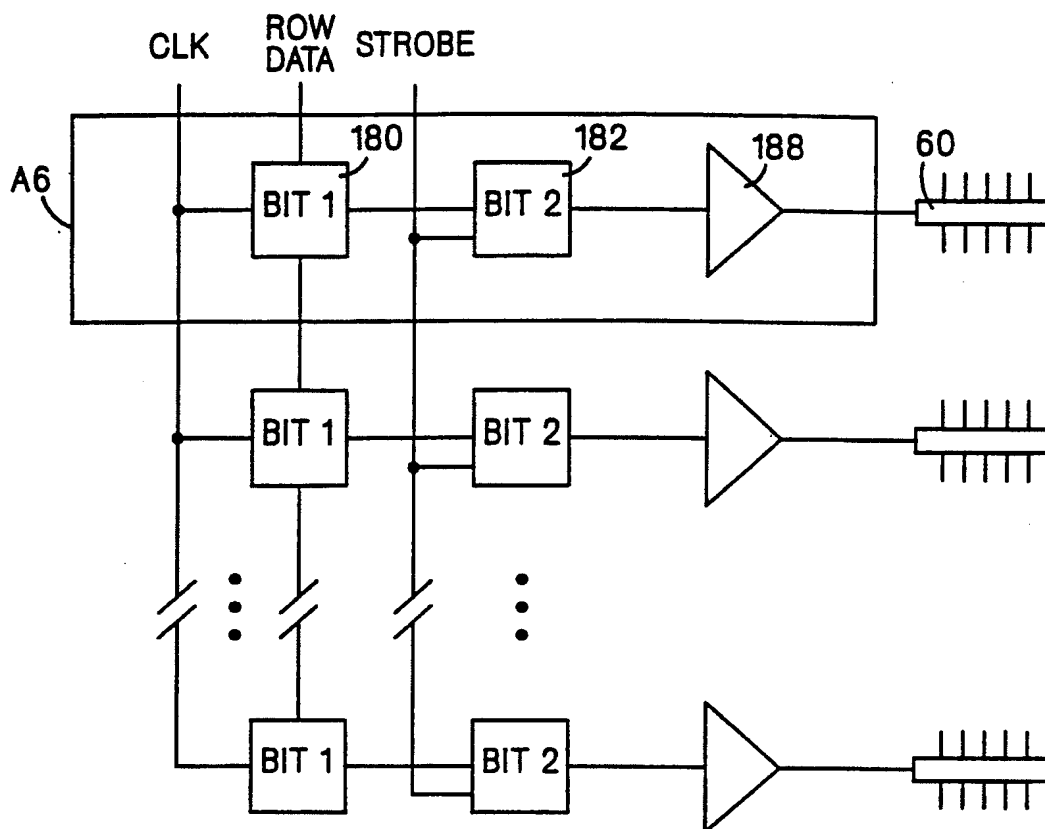 CLK ROW DATA STROBE
A6
180 182 188 60
BIT 1 BIT 2
BIT 1 BIT 2
BIT 1 BIT 2